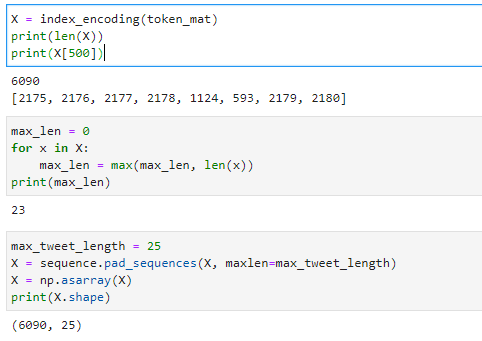 X = index_encoding(token_mat)
print(len(X))
print(X[500])
6090
[2175, 2176, 2177, 2178, 1124, 593, 2179, 2180]
max_len = 0
for x in X:
    max_len = max(max_len, len(x))
print(max_len)
23
max_tweet_length = 25
X = sequence.pad_sequences(X, maxlen=max_tweet_length)
X = np.asarray(X)
print(X.shape)
(6090, 25)